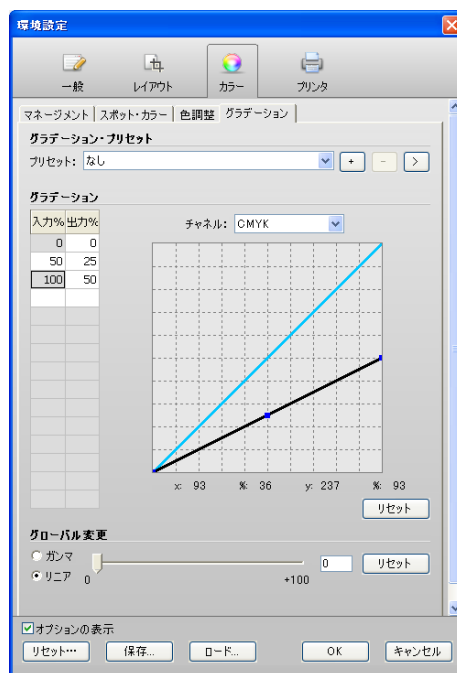 環境設定
一般 レイアウト カラー プリンタ
マネージメント スポット・カラー 色調整 グラデーション
グラデーション・プリセット
プリセット: なし + - >
グラデーション
入力% 出力% チャネル: CMYK
0 0
50 25
100 50
x: 93 %: 36 y: 237 %: 93
リセット
グローバル変更
ガンマ
リニア 0 +100 0 リセット
オプションの表示
リセット… 保存... ロード... OK キャンセル